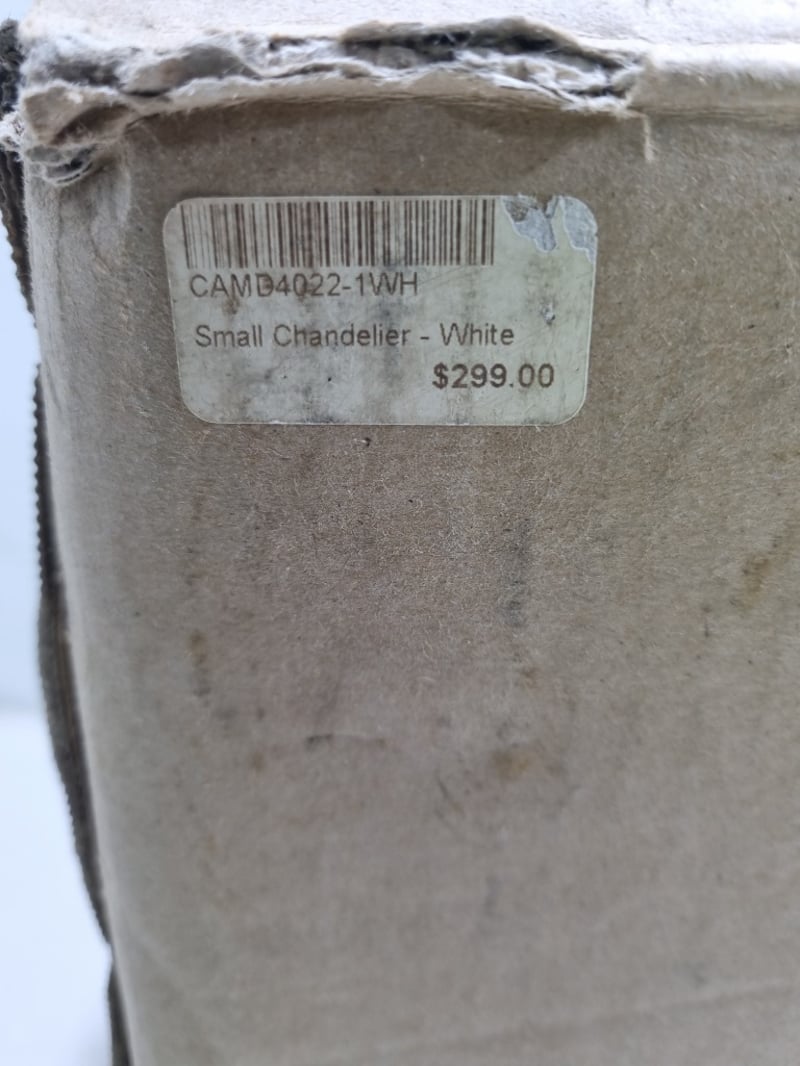 CAMD4022-1WH
Small Chandelier - White
$299.00